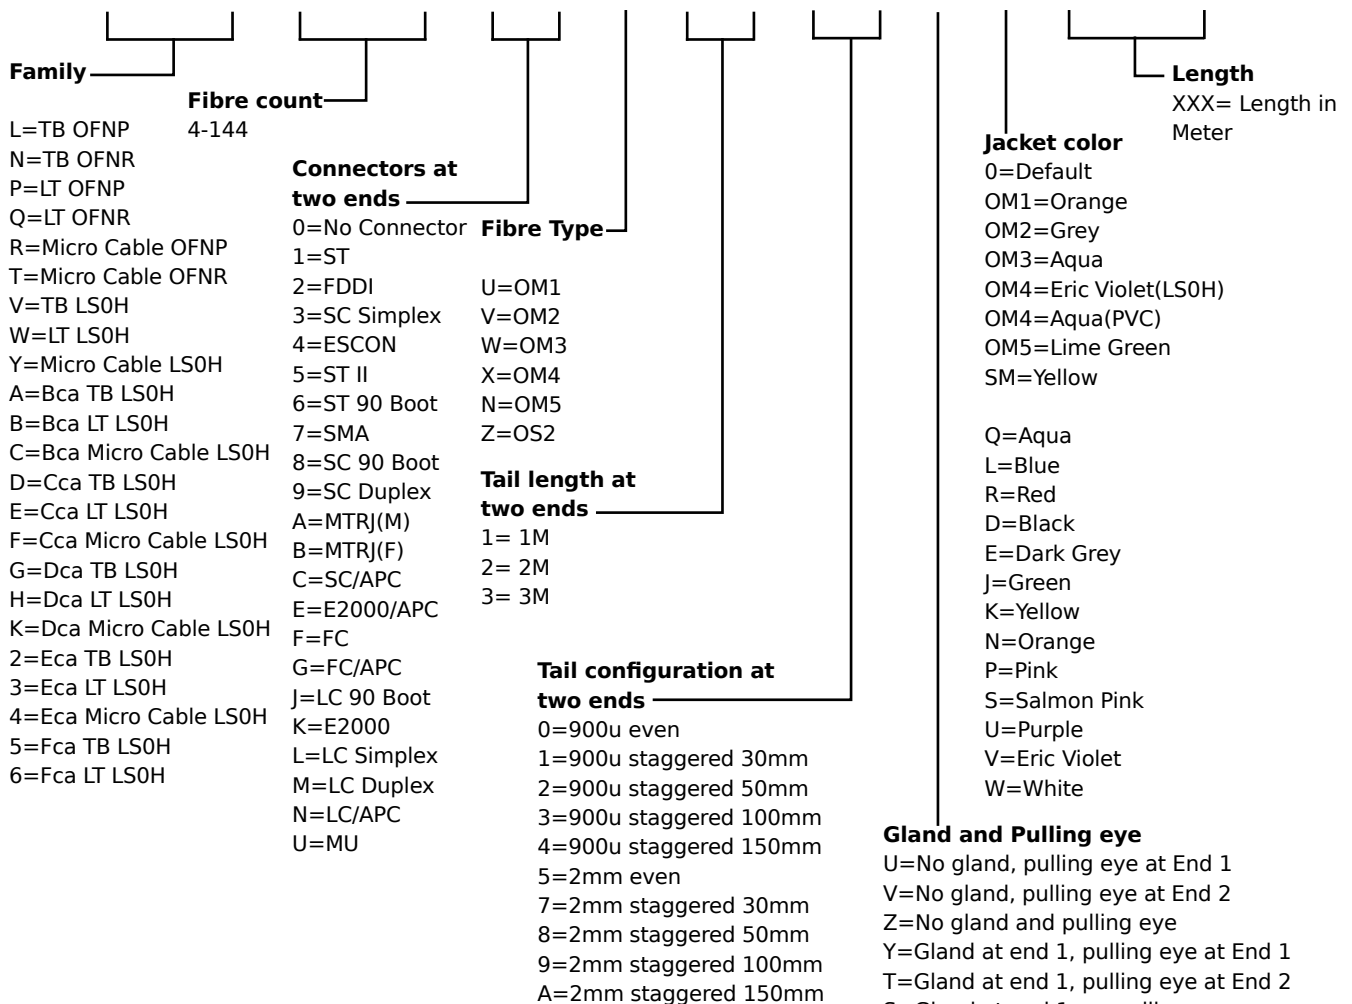 Family
L=TB OFNP
N=TB OFNR
P=LT OFNP
Q=LT OFNR
R=Micro Cable OFNP
T=Micro Cable OFNR
V=TB LS0H
W=LT LS0H
Y=Micro Cable LS0H
A=Bca TB LS0H
B=Bca LT LS0H
C=Bca Micro Cable LS0H
D=Cca TB LS0H
E=Cca LT LS0H
F=Cca Micro Cable LS0H
G=Dca TB LS0H
H=Dca LT LS0H
K=Dca Micro Cable LS0H
2=Eca TB LS0H
3=Eca LT LS0H
4=Eca Micro Cable LS0H
5=Fca TB LS0H
6=Fca LT LS0H
Fibre count
4-144
Connectors at
two ends
0=No Connector
1=ST
2=FDDI
3=SC Simplex
4=ESCON
5=ST II
6=ST 90 Boot
7=SMA
8=SC 90 Boot
9=SC Duplex
A=MTRJ(M)
B=MTRJ(F)
C=SC/APC
E=E2000/APC
F=FC
G=FC/APC
J=LC 90 Boot
K=E2000
L=LC Simplex
M=LC Duplex
N=LC/APC
U=MU
Fibre Type
U=OM1
V=OM2
W=OM3
X=OM4
N=OM5
Z=OS2
Tail length at
two ends
1= 1M
2= 2M
3= 3M
Tail configuration at
two ends
0=900u even
1=900u staggered 30mm
2=900u staggered 50mm
3=900u staggered 100mm
4=900u staggered 150mm
5=2mm even
7=2mm staggered 30mm
8=2mm staggered 50mm
9=2mm staggered 100mm
A=2mm staggered 150mm
Gland and Pulling eye
U=No gland, pulling eye at End 1
V=No gland, pulling eye at End 2
Z=No gland and pulling eye
Y=Gland at end 1, pulling eye at End 1
T=Gland at end 1, pulling eye at End 2
Jacket color
0=Default
OM1=Orange
OM2=Grey
OM3=Aqua
OM4=Eric Violet(LS0H)
OM4=Aqua(PVC)
OM5=Lime Green
SM=Yellow
Q=Aqua
L=Blue
R=Red
D=Black
E=Dark Grey
J=Green
K=Yellow
N=Orange
P=Pink
S=Salmon Pink
U=Purple
V=Eric Violet
W=White
Length
XXX= Length in
Meter